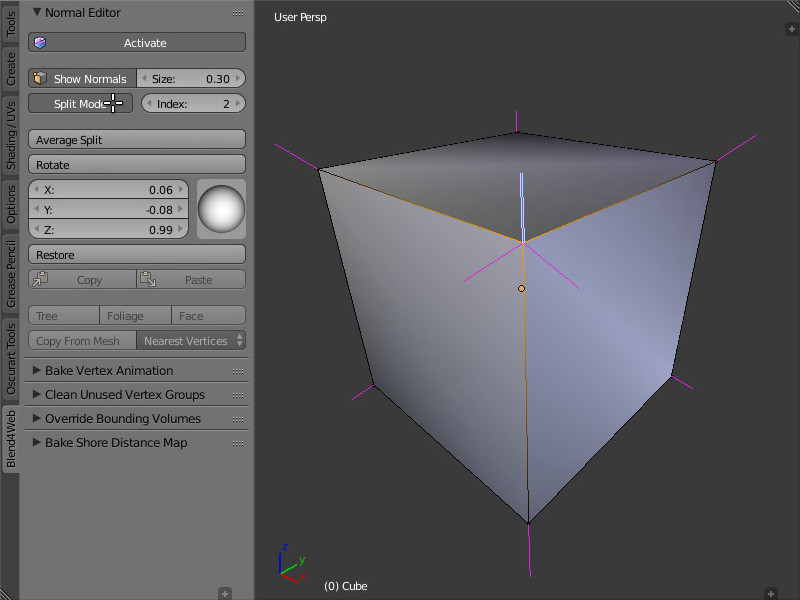 Tools
Create
Shading / UVs
Options
Grease Pencil
Oscurart Tools
Blend4Web
Normal Editor
Activate
Show Normals Size: 0.30
Split Mode Index: 2
Average Split
Rotate
X: 0.06
Y: -0.08
Z: 0.99
Restore
Copy Paste
Tree Foliage Face
Copy From Mesh Nearest Vertices
Bake Vertex Animation
Clean Unused Vertex Groups
Override Bounding Volumes
Bake Shore Distance Map
User Persp
z
y
x
(0) Cube